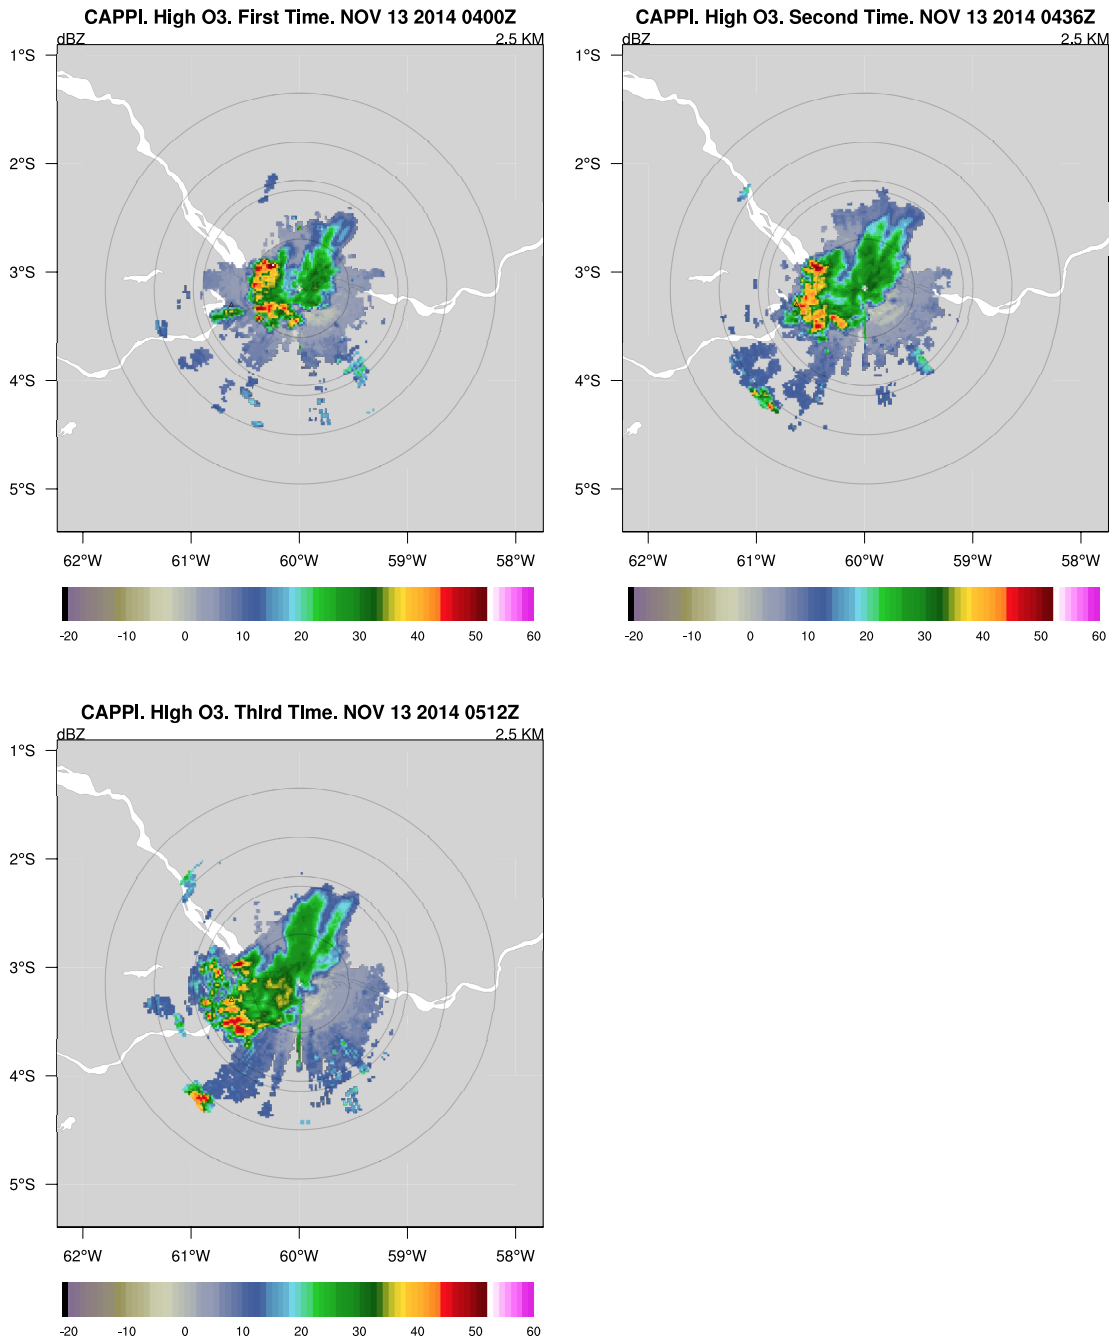 CAPPI. High O3. First Time. NOV 13 2014 0400Z
dBZ 2.5 KM
1°S
2°S
3°S
4°S
5°S
62°W 61°W 60°W 59°W 58°W
-20 -10 0 10 20 30 40 50 60
CAPPI. High O3. Second Time. NOV 13 2014 0436Z
dBZ 2.5 KM
1°S
2°S
3°S
4°S
5°S
62°W 61°W 60°W 59°W 58°W
-20 -10 0 10 20 30 40 50 60
CAPPI. HIgh O3. ThIrd TIme. NOV 13 2014 0512Z
dBZ 2.5 KM
1°S
2°S
3°S
4°S
5°S
62°W 61°W 60°W 59°W 58°W
-20 -10 0 10 20 30 40 50 60